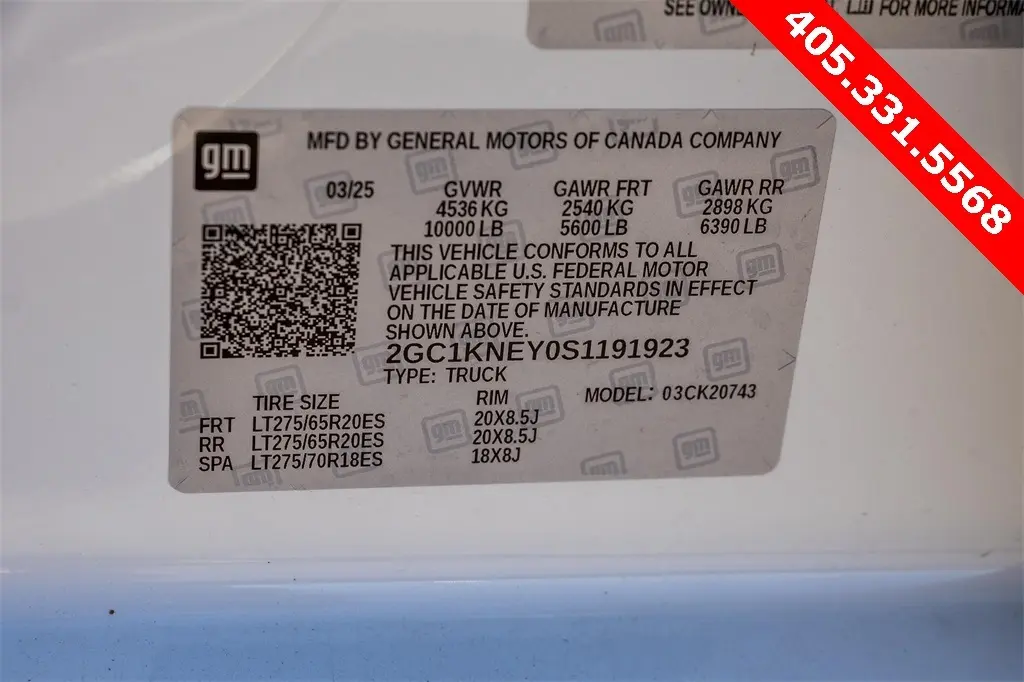 SEE OWN
FOR MORE INFORMA
405.331.5568
gm
MFD BY GENERAL MOTORS OF CANADA COMPANY
03/25 GVWR GAWR FRT GAWR RR
4536 KG 2540 KG 2898 KG
10000 LB 5600 LB 6390 LB
THIS VEHICLE CONFORMS TO ALL
APPLICABLE U.S. FEDERAL MOTOR
VEHICLE SAFETY STANDARDS IN EFFECT
ON THE DATE OF MANUFACTURE
SHOWN ABOVE.
2GC1KNEY0S1191923
TYPE: TRUCK
MODEL: 03CK20743
TIRE SIZE RIM
FRT LT275/65R20ES 20X8.5J
RR LT275/65R20ES 20X8.5J
SPA LT275/70R18ES 18X8J